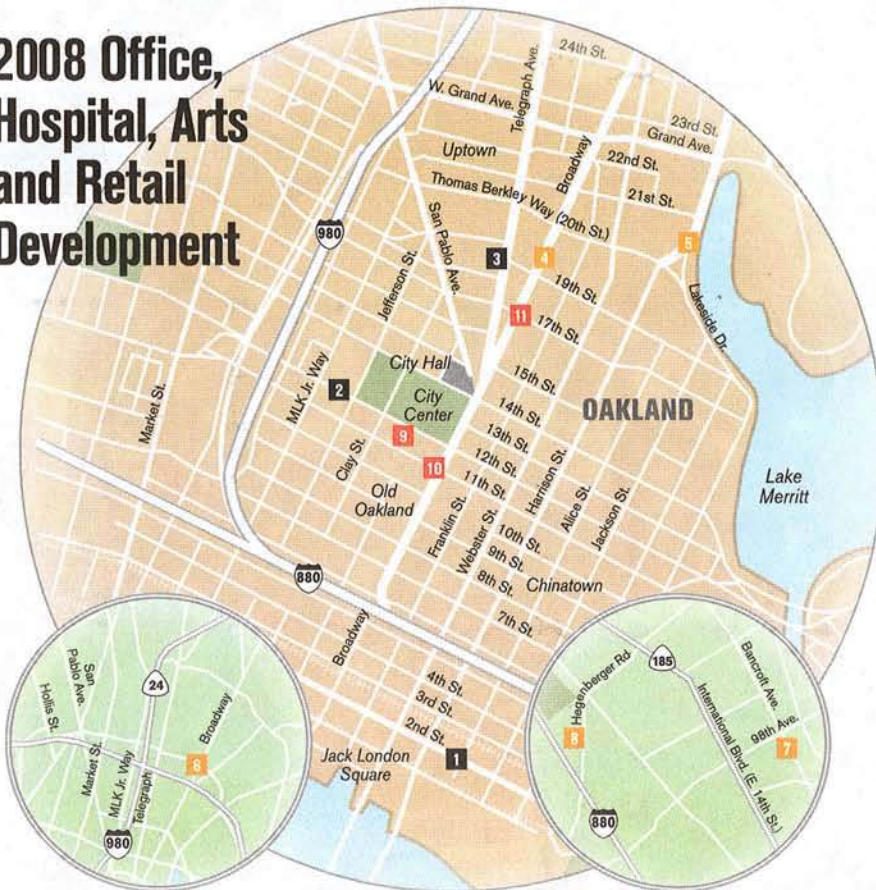 2008 Office,
Hospital, Arts
and Retail
Development
24th St.
Telegraph Ave.
W. Grand Ave.
23rd St.
Grand Ave.
Uptown
Broadway
22nd St.
21st St.
Thomas Berkley Way (20th St.)
San Pablo Ave.
980
Jefferson St.
3
4
5
19th St.
Lakeside Dr.
11
17th St.
City Hall
15th St.
MLK Jr. Way
2
City
Center
14th St.
OAKLAND
Market St.
13th St.
9
12th St.
Clay St.
10
11th St.
Harrison St.
Lake
Merritt
Old
Oakland
Franklin St.
Webster St.
Alice St.
Jackson St.
10th St.
9th St.
8th St.
Chinatown
880
7th St.
Broadway
4th St.
3rd St.
2nd St.
1
Jack London
Square
San
Pablo Ave.
24
Hollis St.
Broadway
Market St.
MLK Jr. Way
Telegraph
6
980
Hegenberger Rd.
185
Bancroft Ave.
8
98th Ave.
7
International Blvd. (E. 14th St.)
880